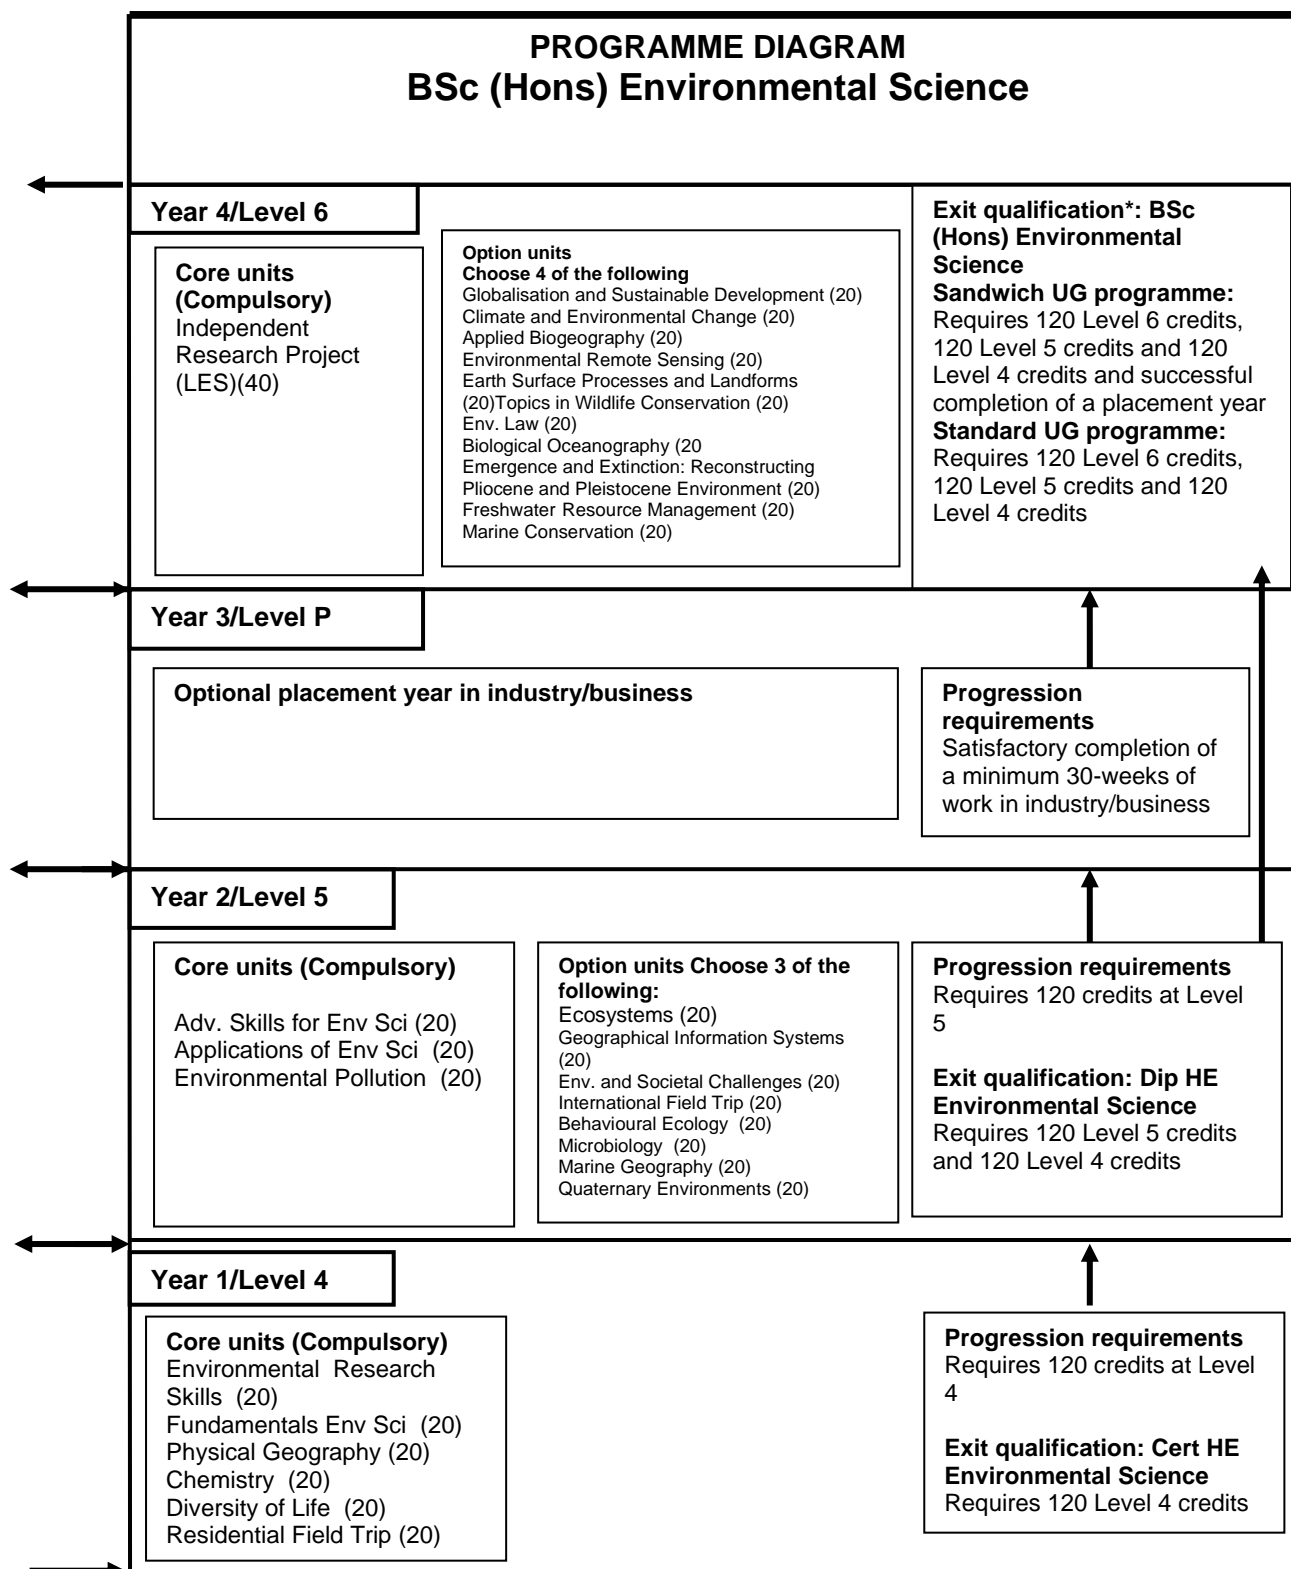 PROGRAMME DIAGRAM
BSc (Hons) Environmental Science
Year 4/Level 6
Core units
(Compulsory)
Independent
Research Project
(LES)(40)
Option units
Choose 4 of the following
Globalisation and Sustainable Development (20)
Climate and Environmental Change (20)
Applied Biogeography (20)
Environmental Remote Sensing (20)
Earth Surface Processes and Landforms
(20)Topics in Wildlife Conservation (20)
Env. Law (20)
Biological Oceanography (20
Emergence and Extinction: Reconstructing
Pliocene and Pleistocene Environment (20)
Freshwater Resource Management (20)
Marine Conservation (20)
Exit qualification*: BSc
(Hons) Environmental
Science
Sandwich UG programme:
Requires 120 Level 6 credits,
120 Level 5 credits and 120
Level 4 credits and successful
completion of a placement year
Standard UG programme:
Requires 120 Level 6 credits,
120 Level 5 credits and 120
Level 4 credits
Year 3/Level P
Optional placement year in industry/business
Progression
requirements
Satisfactory completion of
a minimum 30-weeks of
work in industry/business
Year 2/Level 5
Core units (Compulsory)
Adv. Skills for Env Sci (20)
Applications of Env Sci (20)
Environmental Pollution (20)
Option units Choose 3 of the
following:
Ecosystems (20)
Geographical Information Systems
(20)
Env. and Societal Challenges (20)
International Field Trip (20)
Behavioural Ecology (20)
Microbiology (20)
Marine Geography (20)
Quaternary Environments (20)
Progression requirements
Requires 120 credits at Level
5
Exit qualification: Dip HE
Environmental Science
Requires 120 Level 5 credits
and 120 Level 4 credits
Year 1/Level 4
Core units (Compulsory)
Environmental Research
Skills (20)
Fundamentals Env Sci (20)
Physical Geography (20)
Chemistry (20)
Diversity of Life (20)
Residential Field Trip (20)
Progression requirements
Requires 120 credits at Level
4
Exit qualification: Cert HE
Environmental Science
Requires 120 Level 4 credits